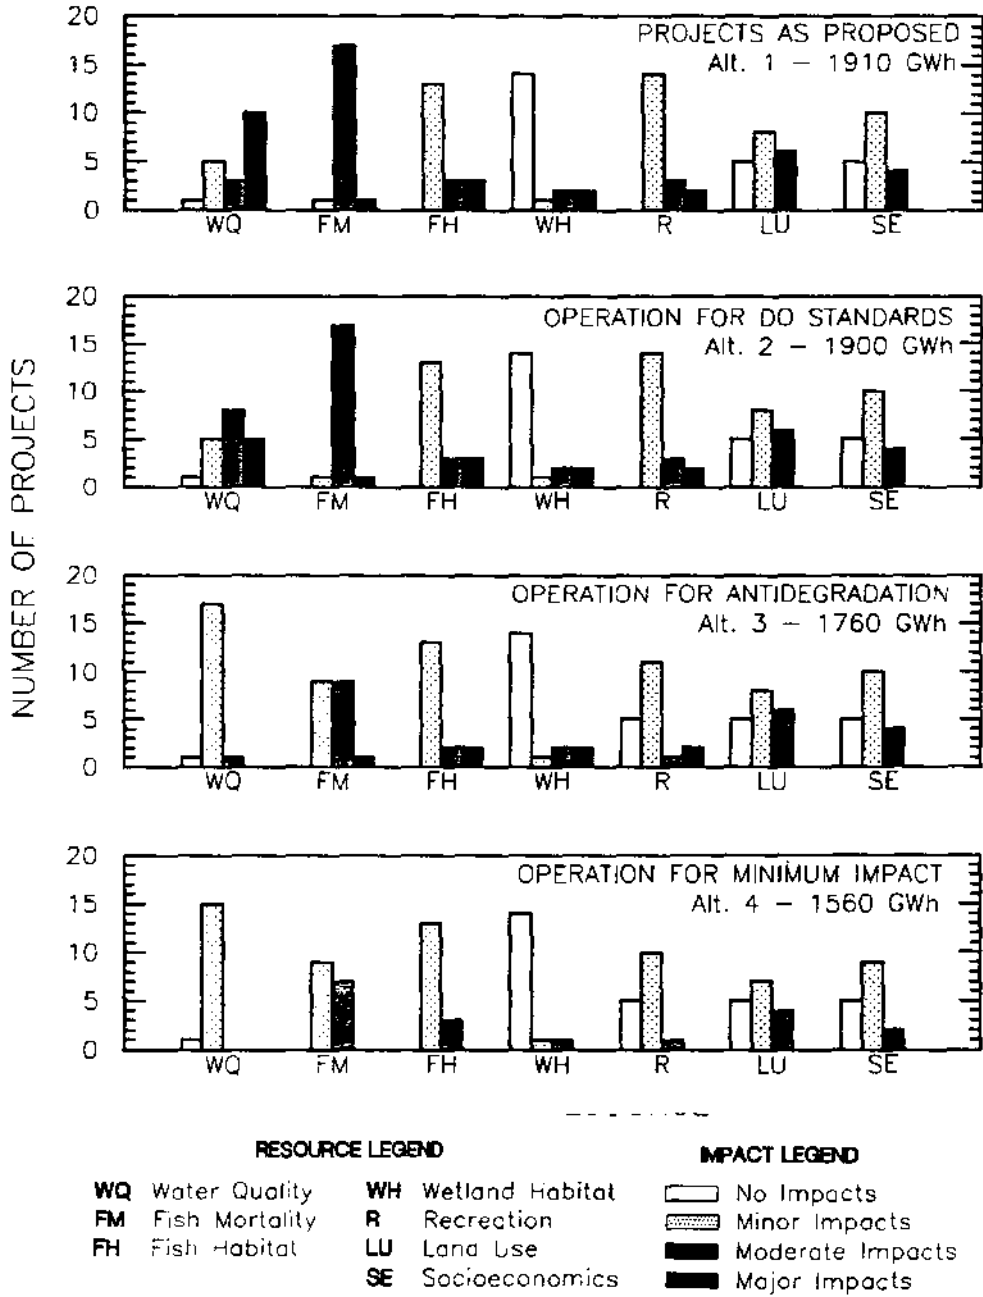 PROJECTS AS PROPOSED
Alt. 1 – 1910 GWh
20
15
10
5
0
WQ FM FH WH R LU SE
OPERATION FOR DO STANDARDS
Alt. 2 – 1900 GWh
20
15
10
5
0
WQ FM FH WH R LU SE
NUMBER OF PROJECTS
OPERATION FOR ANTIDEGRADATION
Alt. 3 – 1760 GWh
20
15
10
5
0
WQ FM FH WH R LU SE
OPERATION FOR MINIMUM IMPACT
Alt. 4 – 1560 GWh
20
15
10
5
0
WQ FM FH WH R LU SE
RESOURCE LEGEND
WQ Water Quality
FM Fish Mortality
FH Fish Habitat
WH Wetland Habitat
R Recreation
LU Land Use
SE Socioeconomics
IMPACT LEGEND
No Impacts
Minor Impacts
Moderate Impacts
Major Impacts